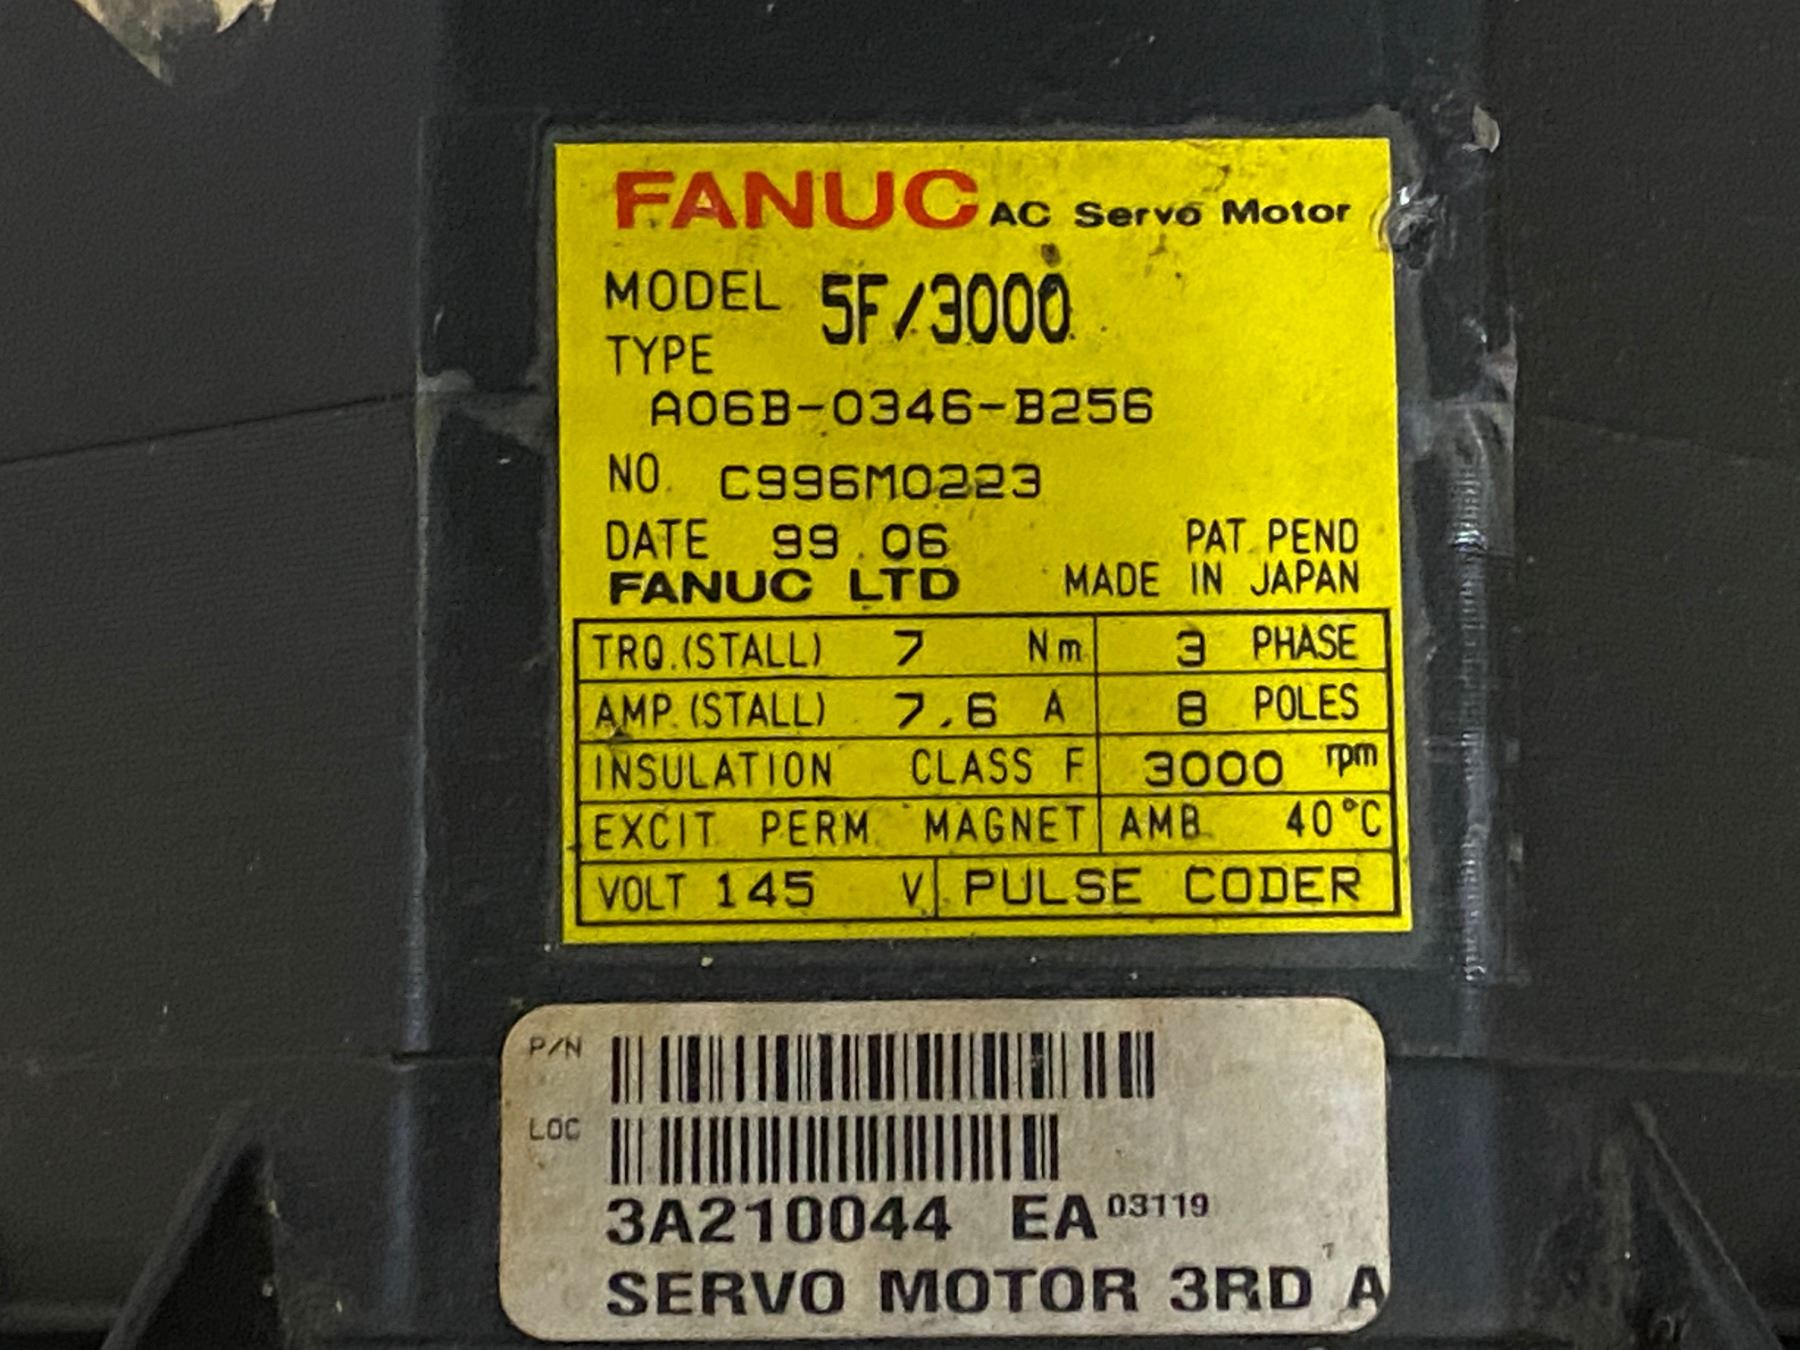 FANUC AC Servo Motor
MODEL 5F/3000
TYPE
A06B-0346-B256
NO. C996M0223
DATE 99.06 PAT. PEND
FANUC LTD MADE IN JAPAN
TRQ.(STALL) 7 Nm 3 PHASE
AMP.(STALL) 7.6 A 8 POLES
INSULATION CLASS F 3000 rpm
EXCIT. PERM. MAGNET AMB. 40°C
VOLT 145 V PULSE CODER
P/N
LOC
3A210044 EA 03119
SERVO MOTOR 3RD A